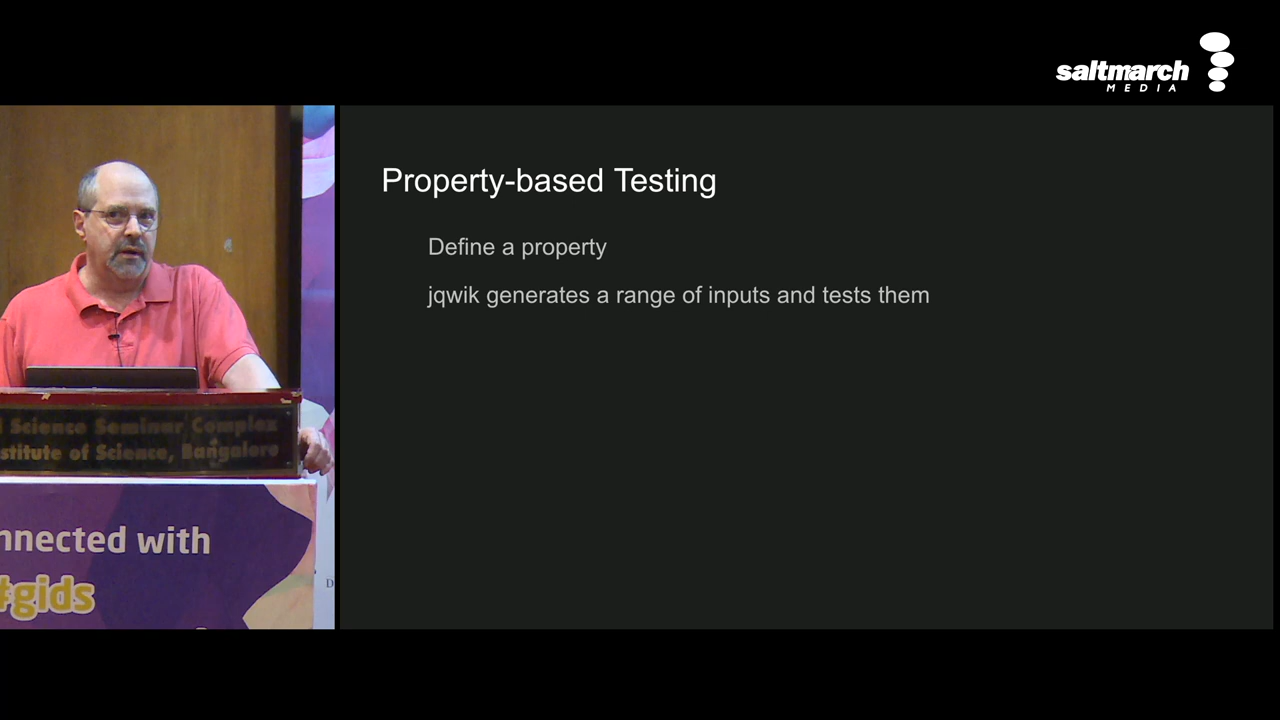 saltmarch
MEDIA
Property-based Testing
Define a property
jqwik generates a range of inputs and tests them
Science Seminar Complex
stitute of Science, Bangalore
nnected with
#gids
D